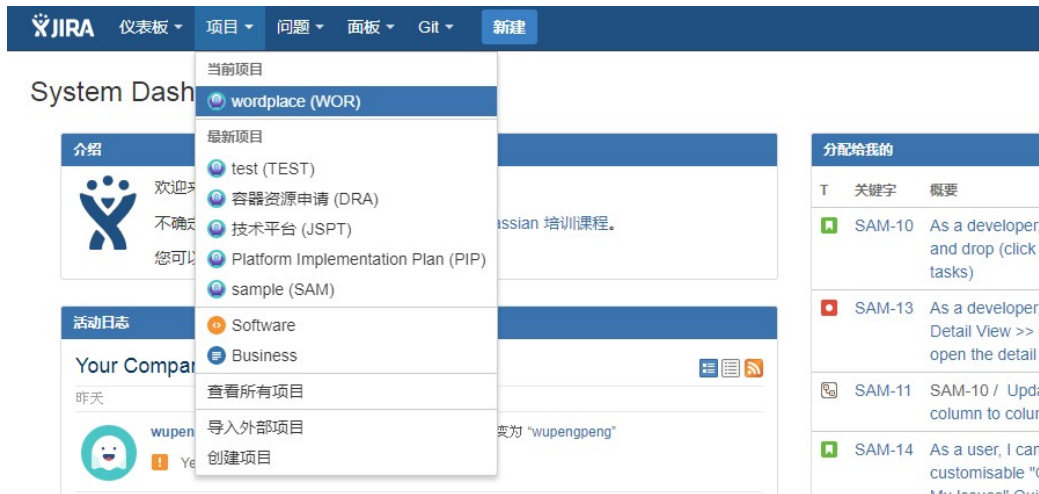 JIRA 仪表板 项目 问题 面板 Git 新建
System Dash
当前项目
wordplace (WOR)
最新项目
test (TEST)
容器资源申请 (DRA)
技术平台 (JSPT)
Platform Implementation Plan (PIP)
sample (SAM)
Software
Business
查看所有项目
导入外部项目
创建项目
介绍
欢迎
不确定 assian 培训课程。
您可
活动日志
Your Compa
昨天
wupen 变为 “wupengpeng”
Ye
分配给我的
T 关键字 概要
SAM-10 As a developer,
and drop (click
tasks)
SAM-13 As a developer,
Detail View >>
open the detail
SAM-11 SAM-10 / Upda
column to colu
SAM-14 As a user, I can
customisable